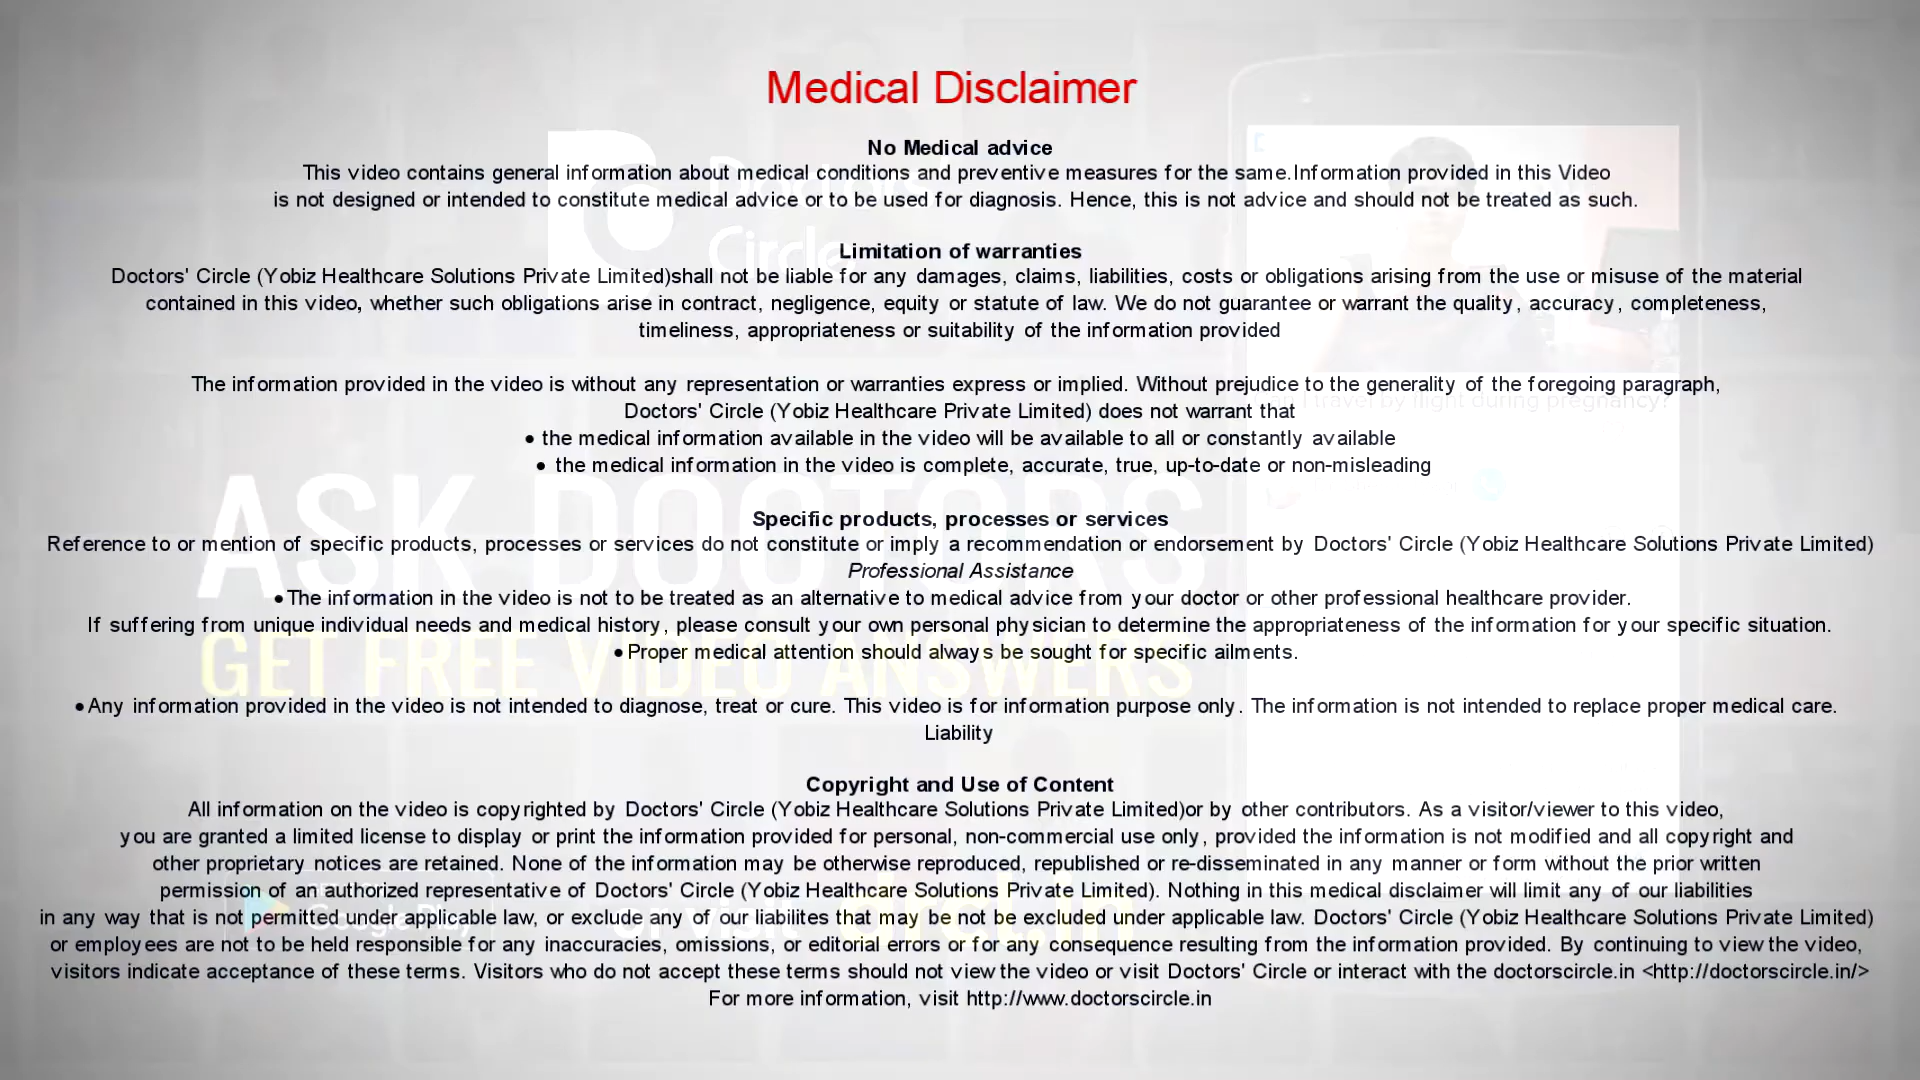 Medical Disclaimer
No Medical advice
This video contains general information about medical conditions and preventive measures for the same.Information provided in this Video
is not designed or intended to constitute medical advice or to be used for diagnosis. Hence, this is not advice and should not be treated as such.
Doctors'
Circle
Limitation of warranties
Doctors' Circle (Yobiz Healthcare Solutions Private Limited)shall not be liable for any damages, claims, liabilities, costs or obligations arising from the use or misuse of the material
contained in this video, whether such obligations arise in contract, negligence, equity or statute of law. We do not guarantee or warrant the quality, accuracy, completeness,
timeliness, appropriateness or suitability of the information provided
The information provided in the video is without any representation or warranties express or implied. Without prejudice to the generality of the foregoing paragraph,
Can I travel by flight during pregnancy?
Doctors' Circle (Yobiz Healthcare Private Limited) does not warrant that
• the medical information available in the video will be available to all or constantly available
• the medical information in the video is complete, accurate, true, up-to-date or non-misleading
ASK DOCTORS
Specific products, processes or services
Reference to or mention of specific products, processes or services do not constitute or imply a recommendation or endorsement by Doctors' Circle (Yobiz Healthcare Solutions Private Limited)
Professional Assistance
•The information in the video is not to be treated as an alternative to medical advice from your doctor or other professional healthcare provider.
If suffering from unique individual needs and medical history, please consult your own personal physician to determine the appropriateness of the information for your specific situation.
GET FREE VIDEO ANSWERS
•Proper medical attention should always be sought for specific ailments.
•Any information provided in the video is not intended to diagnose, treat or cure. This video is for information purpose only. The information is not intended to replace proper medical care.
Liability
Copyright and Use of Content
All information on the video is copyrighted by Doctors' Circle (Yobiz Healthcare Solutions Private Limited)or by other contributors. As a visitor/viewer to this video,
you are granted a limited license to display or print the information provided for personal, non-commercial use only, provided the information is not modified and all copyright and
other proprietary notices are retained. None of the information may be otherwise reproduced, republished or re-disseminated in any manner or form without the prior written
permission of an authorized representative of Doctors' Circle (Yobiz Healthcare Solutions Private Limited). Nothing in this medical disclaimer will limit any of our liabilities
Google Play
or visit drcl.in
in any way that is not permitted under applicable law, or exclude any of our liabilites that may be not be excluded under applicable law. Doctors' Circle (Yobiz Healthcare Solutions Private Limited)
or employees are not to be held responsible for any inaccuracies, omissions, or editorial errors or for any consequence resulting from the information provided. By continuing to view the video,
visitors indicate acceptance of these terms. Visitors who do not accept these terms should not view the video or visit Doctors' Circle or interact with the doctorscircle.in <http://doctorscircle.in/>
For more information, visit http://www.doctorscircle.in